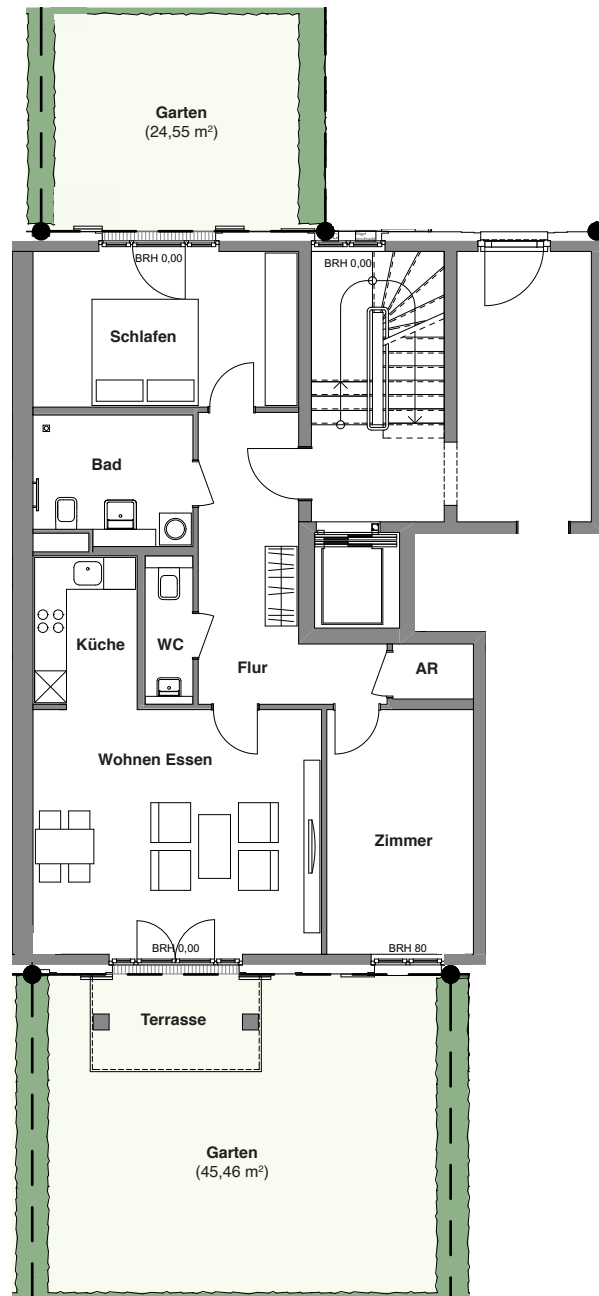 Garten
(24,55 m²)
BRH 0,00
BRH 0,00
Schlafen
Bad
Küche
WC
Flur
AR
Wohnen Essen
Zimmer
BRH 0,00
BRH 80
Terrasse
Garten
(45,46 m²)